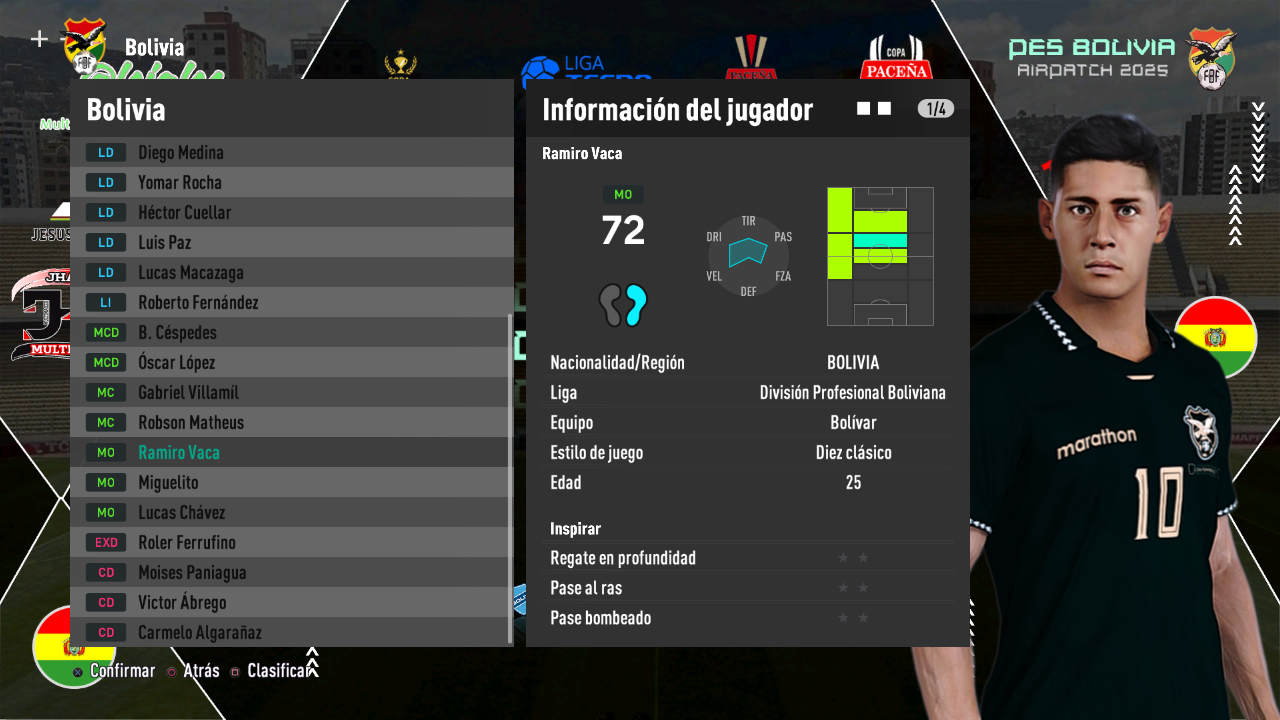 Bolivia
FBF
LIGA
TECBO
COPA
PACEÑA
PES BOLIVIA
AIRPATCH 2025
FBF
Bolivia
LD Diego Medina
LD Yomar Rocha
LD Héctor Cuellar
LD Luis Paz
LD Lucas Macazaga
LI Roberto Fernández
MCD B. Céspedes
MCD Óscar López
MC Gabriel Villamíl
MC Robson Matheus
MO Ramiro Vaca
MO Miguelito
MO Lucas Chávez
EXD Roler Ferrufino
CD Moises Paniagua
CD Victor Ábrego
CD Carmelo Algarañaz
Información del jugador
1/4
Ramiro Vaca
MO
72
TIR
DRI
PAS
VEL
FZA
DEF
Nacionalidad/Región BOLIVIA
Liga División Profesional Boliviana
Equipo Bolívar
Estilo de juego Diez clásico
Edad 25
Inspirar
Regate en profundidad
Pase al ras
Pase bombeado
marathon
10
Confirmar Atrás Clasificar